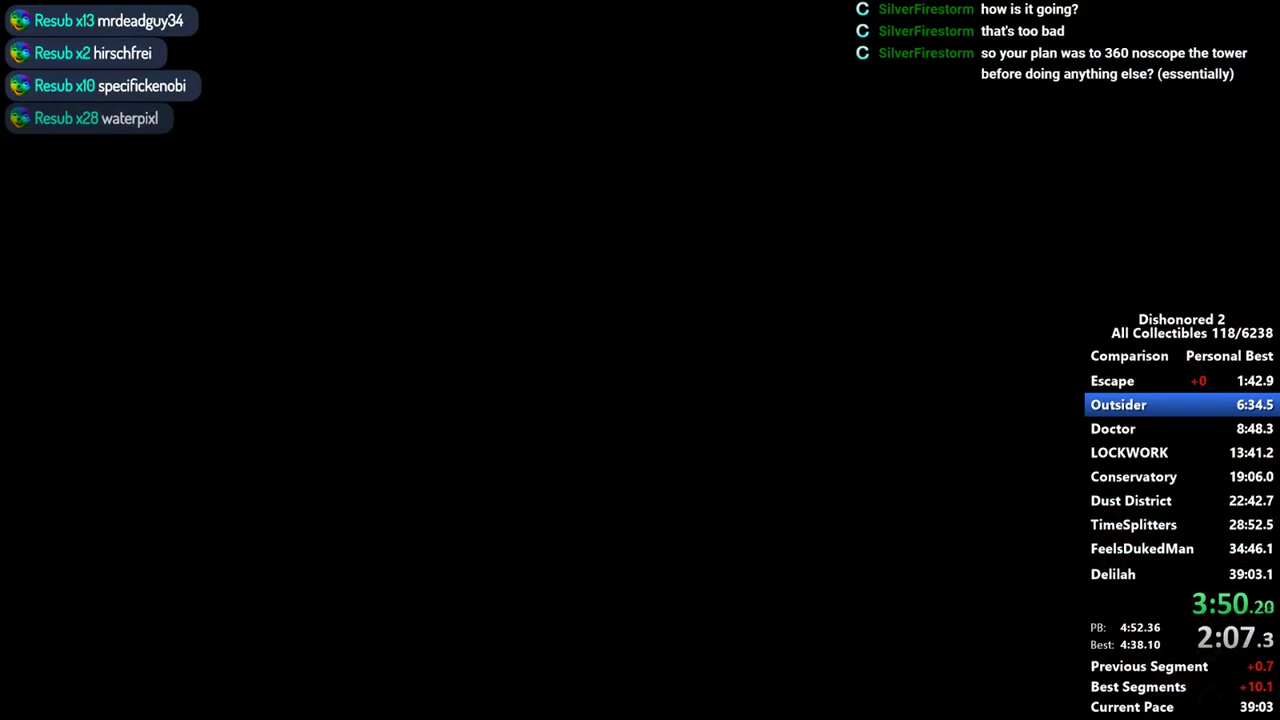 Resub x13 mrdeadguy34
Resub x2 hirschfrei
Resub x10 specifickenobi
Resub x28 waterpixl
SilverFirestorm how is it going?
SilverFirestorm that's too bad
SilverFirestorm so your plan was to 360 noscope the tower
before doing anything else? (essentially)
Dishonored 2
All Collectibles 118/6238
Comparison Personal Best
Escape +0 1:42.9
Outsider 6:34.5
Doctor 8:48.3
LOCKWORK 13:41.2
Conservatory 19:06.0
Dust District 22:42.7
TimeSplitters 28:52.5
FeelsDukedMan 34:46.1
Delilah 39:03.1
3:50.20
PB: 4:52.36
Best: 4:38.10
2:07.3
Previous Segment +0.7
Best Segments +10.1
Current Pace 39:03